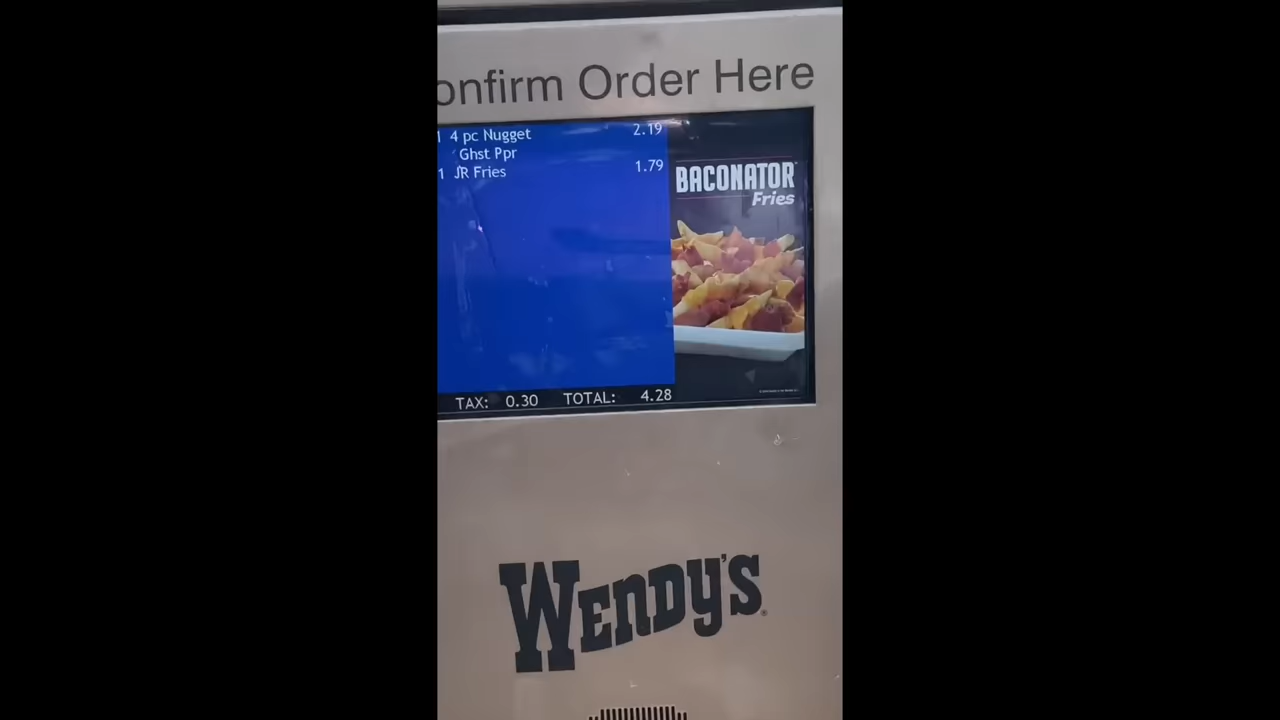 onfirm Order Here
1 4 pc Nugget 2.19
Ghst Ppr
1 JR Fries 1.79
BACONATOR
Fries
TAX: 0.30 TOTAL: 4.28
WENDY'S